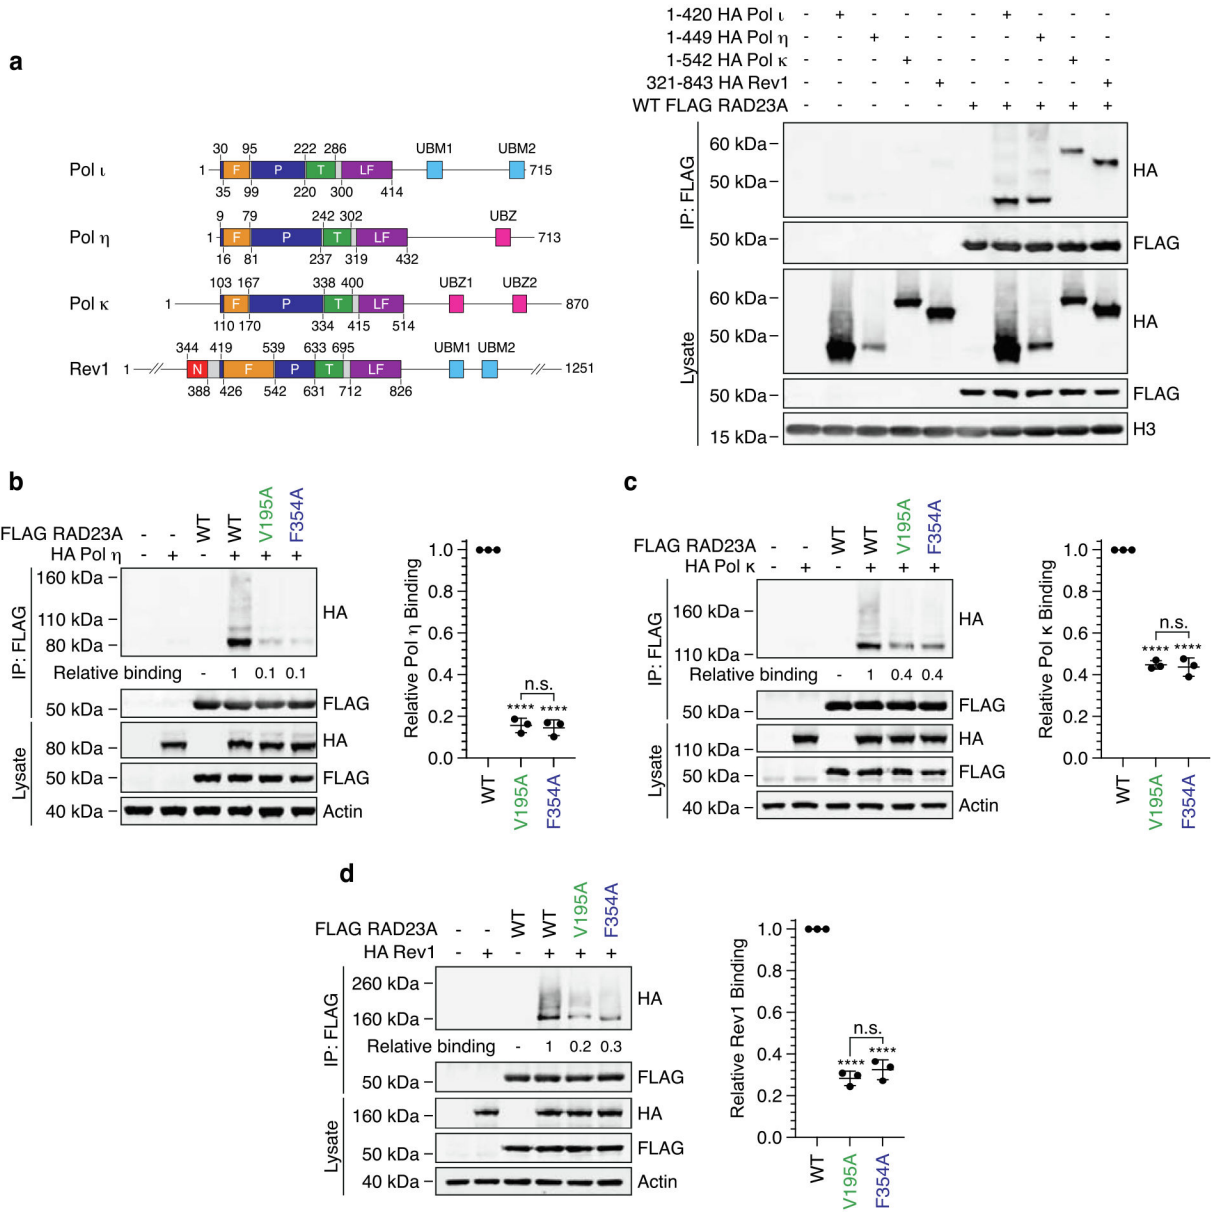 a
Pol ι
30 95 222 286 UBM1 UBM2
1 F P T LF 715
35 99 220 300 414
Pol η
9 79 242 302 UBZ
1 F P T LF 713
16 81 237 319 432
Pol κ
103 167 338 400 UBZ1 UBZ2
1 F P T LF 870
110 170 334 415 514
Rev1
344 419 539 633 695 UBM1 UBM2
1 N F P T LF 1251
388 426 542 631 712 826
1-420 HA Pol ι - + - - - - + - - -
1-449 HA Pol η - - + - - - - + - -
1-542 HA Pol κ - - - + - - - - + -
321-843 HA Rev1 - - - - + - - - - +
WT FLAG RAD23A - - - - - + + + + +
IP: FLAG
60 kDa
50 kDa
HA
50 kDa
FLAG
Lysate
60 kDa
50 kDa
HA
50 kDa
FLAG
15 kDa
H3
b
FLAG RAD23A - - WT WT V195A F354A
HA Pol η - + - + + +
IP: FLAG
160 kDa
110 kDa
80 kDa
HA
Relative binding - 1 0.1 0.1
50 kDa
FLAG
Lysate
80 kDa
HA
50 kDa
FLAG
40 kDa
Actin
Relative Pol η Binding
1.0
0.8
0.6
0.4
0.2
0.0
n.s.
**** ****
WT V195A F354A
c
FLAG RAD23A - - WT WT V195A F354A
HA Pol κ - + - + + +
IP: FLAG
160 kDa
110 kDa
HA
Relative binding - 1 0.4 0.4
50 kDa
FLAG
Lysate
110 kDa
HA
50 kDa
FLAG
40 kDa
Actin
Relative Pol κ Binding
1.0
0.8
0.6
0.4
0.2
0.0
n.s.
**** ****
WT V195A F354A
d
FLAG RAD23A - - WT WT V195A F354A
HA Rev1 - + - + + +
IP: FLAG
260 kDa
160 kDa
HA
Relative binding - 1 0.2 0.3
50 kDa
FLAG
Lysate
160 kDa
HA
50 kDa
FLAG
40 kDa
Actin
Relative Rev1 Binding
1.0
0.8
0.6
0.4
0.2
0.0
n.s.
**** ****
WT V195A F354A